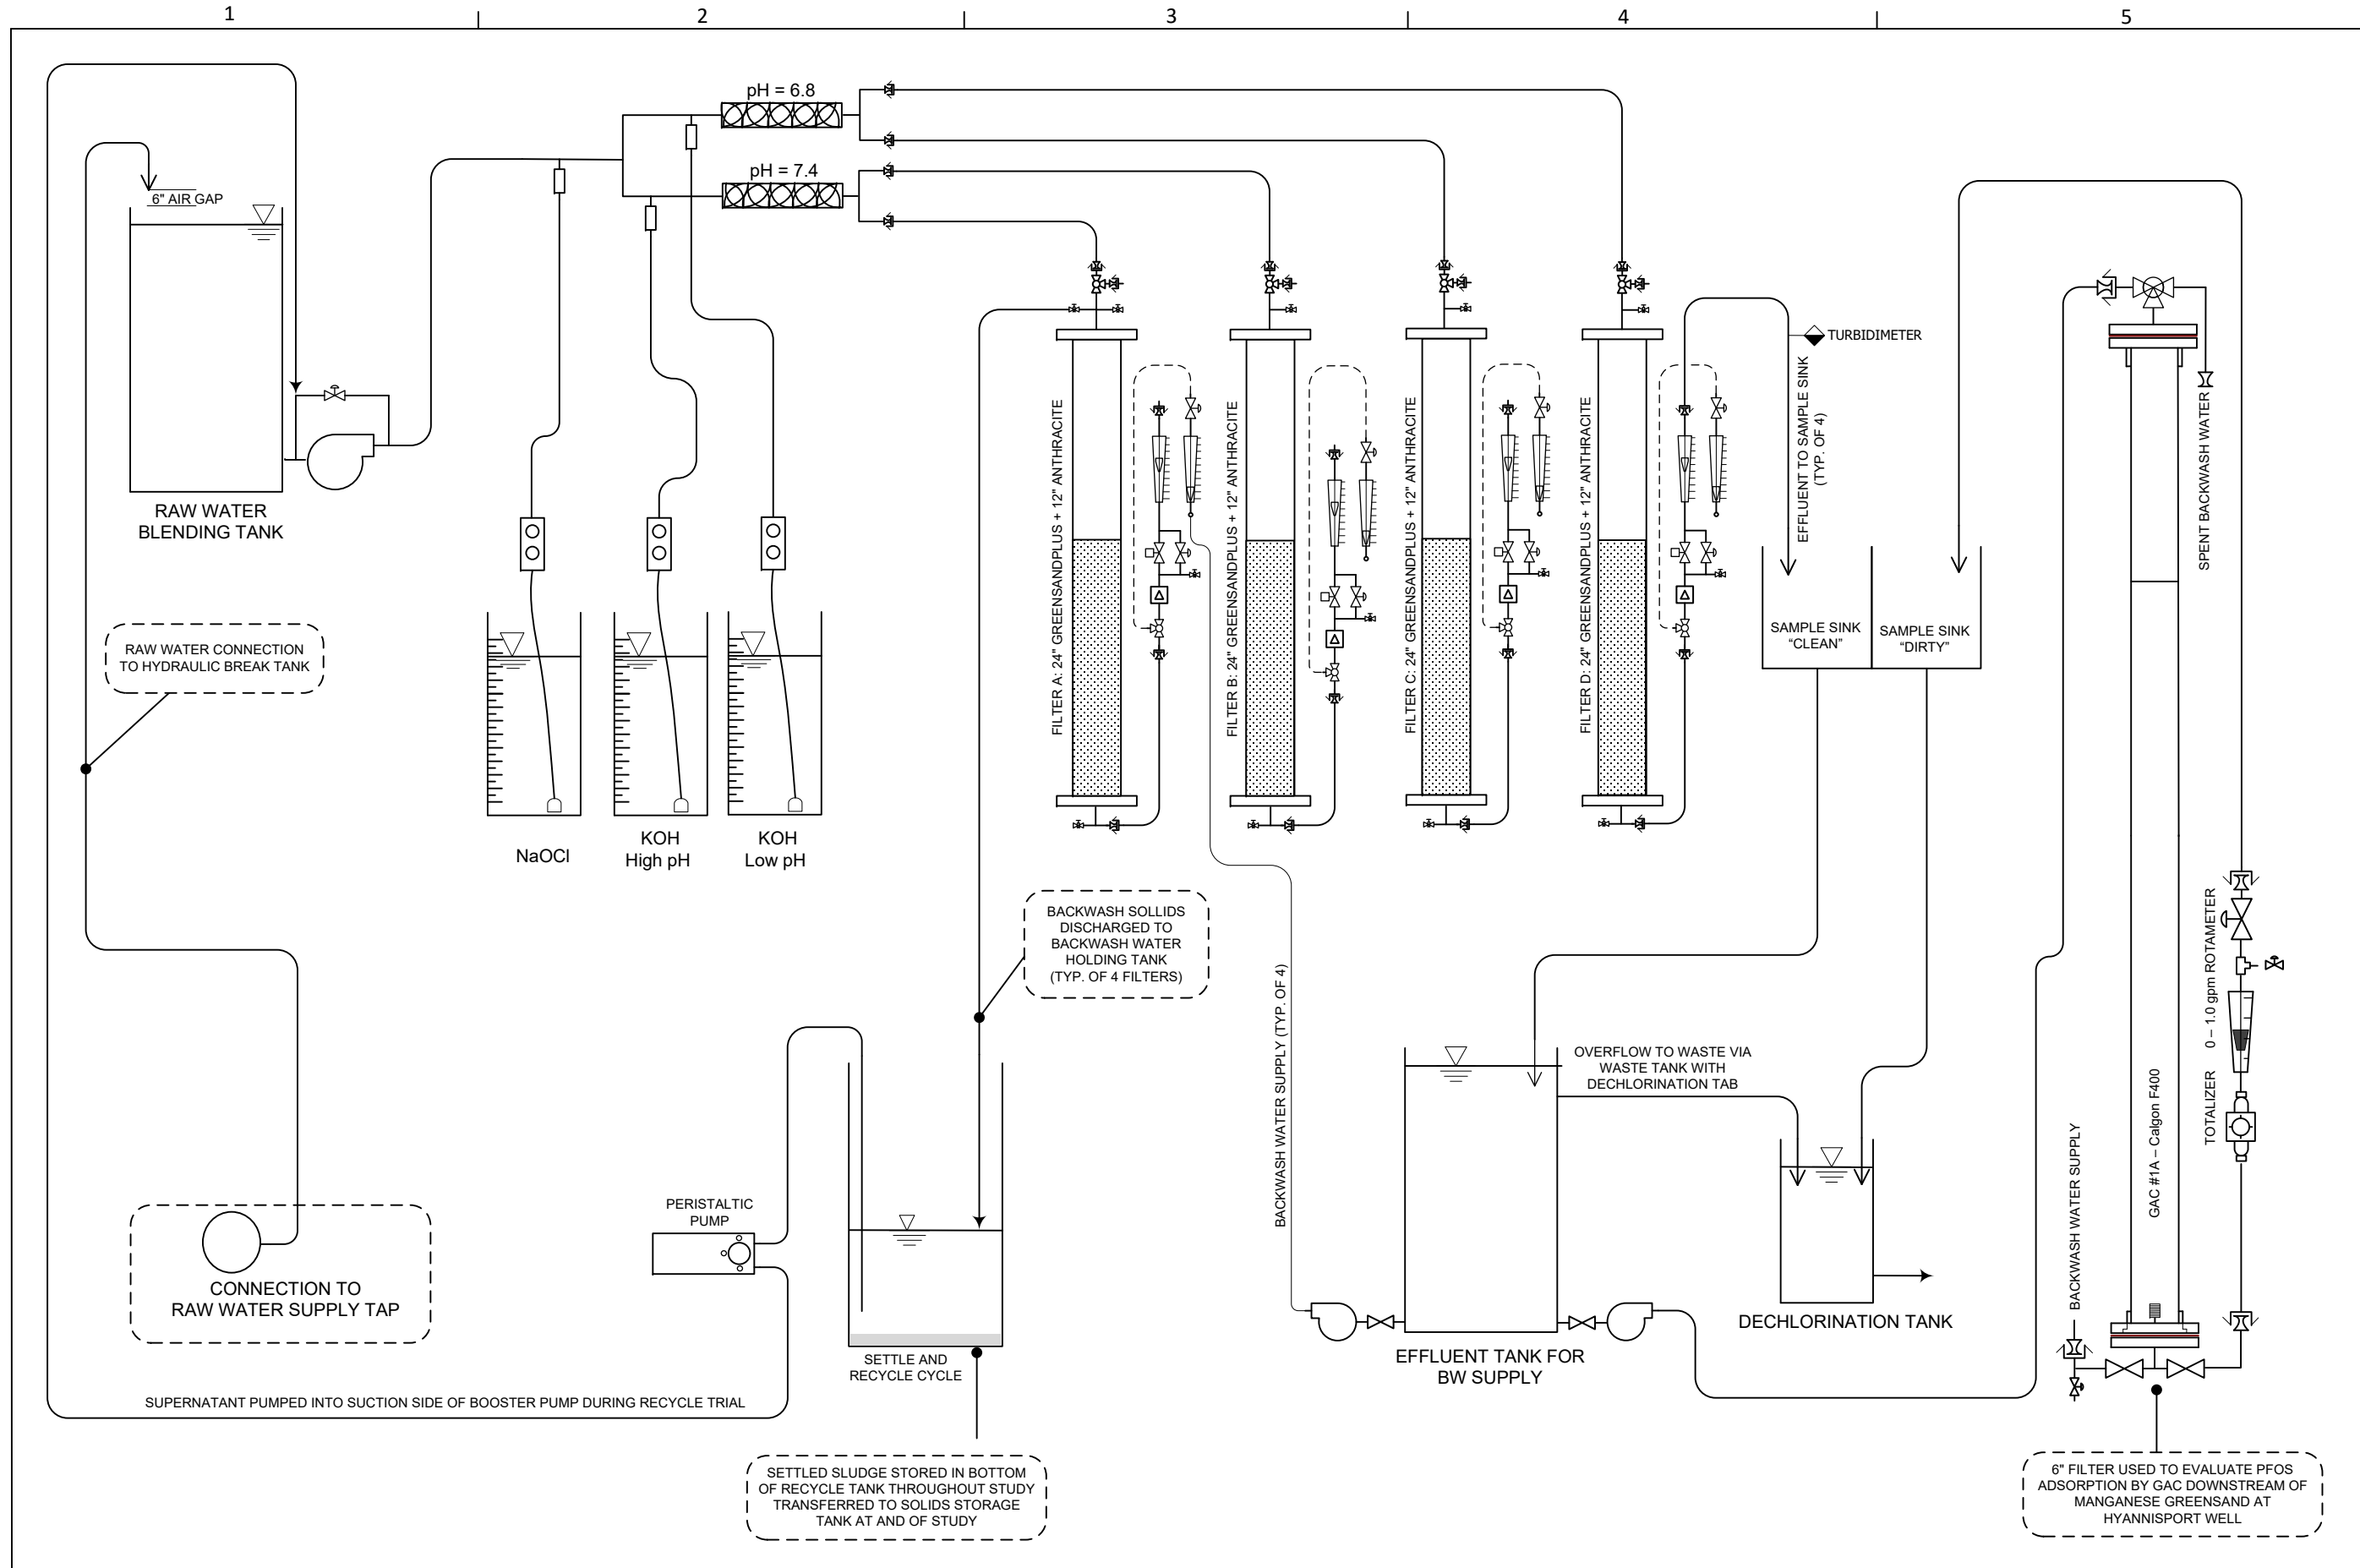 1
2
3
4
5
pH = 6.8
pH = 7.4
6" AIR GAP
RAW WATER
BLENDING TANK
RAW WATER CONNECTION
TO HYDRAULIC BREAK TANK
NaOCl
KOH
High pH
KOH
Low pH
FILTER A: 24" GREENSANDPLUS + 12" ANTHRACITE
FILTER B: 24" GREENSANDPLUS + 12" ANTHRACITE
FILTER C: 24" GREENSANDPLUS + 12" ANTHRACITE
FILTER D: 24" GREENSANDPLUS + 12" ANTHRACITE
TURBIDIMETER
EFFLUENT TO SAMPLE SINK
(TYP. OF 4)
SAMPLE SINK
“CLEAN”
SAMPLE SINK
“DIRTY”
SPENT BACKWASH WATER
BACKWASH SOLLIDS
DISCHARGED TO
BACKWASH WATER
HOLDING TANK
(TYP. OF 4 FILTERS)
BACKWASH WATER SUPPLY (TYP. OF 4)
OVERFLOW TO WASTE VIA
WASTE TANK WITH
DECHLORINATION TAB
TOTALIZER 0 – 1.0 gpm ROTAMETER
GAC #1A – Calgon F400
BACKWASH WATER SUPPLY
PERISTALTIC
PUMP
CONNECTION TO
RAW WATER SUPPLY TAP
SETTLE AND
RECYCLE CYCLE
EFFLUENT TANK FOR
BW SUPPLY
DECHLORINATION TANK
SUPERNATANT PUMPED INTO SUCTION SIDE OF BOOSTER PUMP DURING RECYCLE TRIAL
SETTLED SLUDGE STORED IN BOTTOM
OF RECYCLE TANK THROUGHOUT STUDY
TRANSFERRED TO SOLIDS STORAGE
TANK AT AND OF STUDY
6" FILTER USED TO EVALUATE PFOS
ADSORPTION BY GAC DOWNSTREAM OF
MANGANESE GREENSAND AT
HYANNISPORT WELL